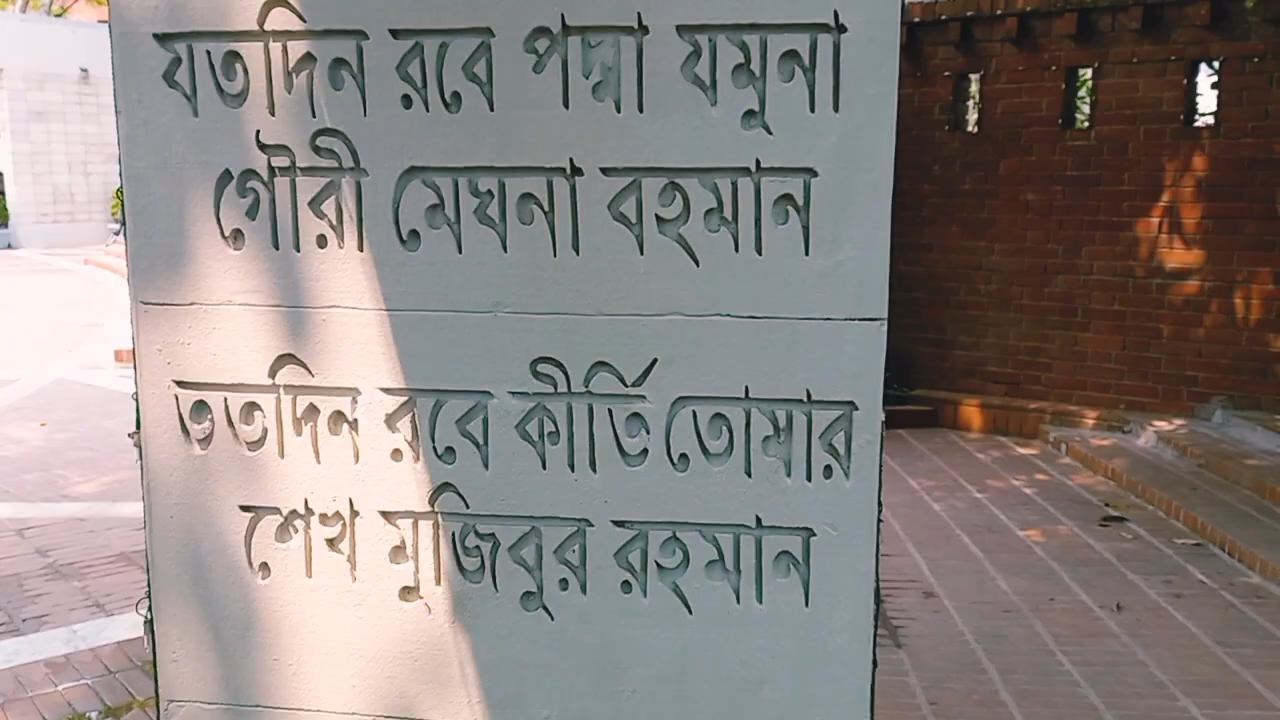 যতদিন রবে পদ্মা যমুনা
গৌরী মেঘনা বহমান
ততদিন রবে কীর্তি তোমার
শেখ মুজিবুর রহমান